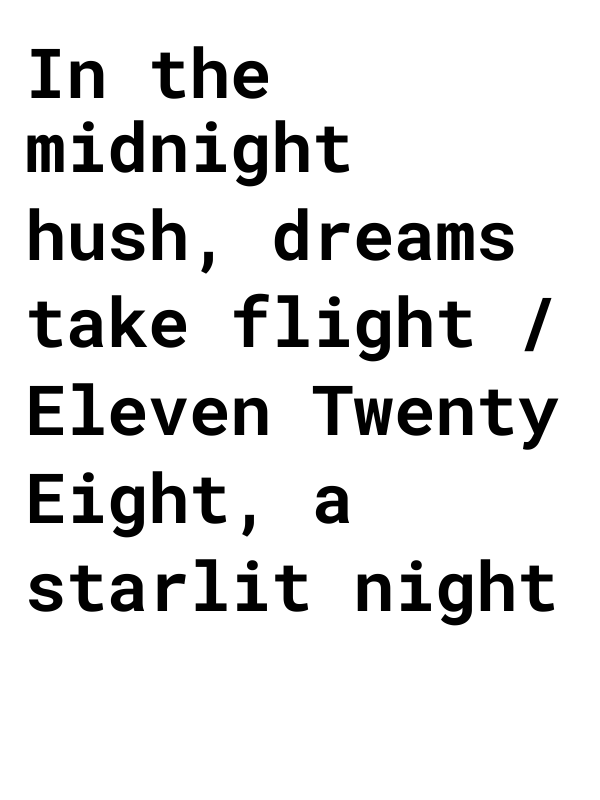 In the
midnight
hush, dreams
take flight /
Eleven Twenty
Eight, a
starlit night